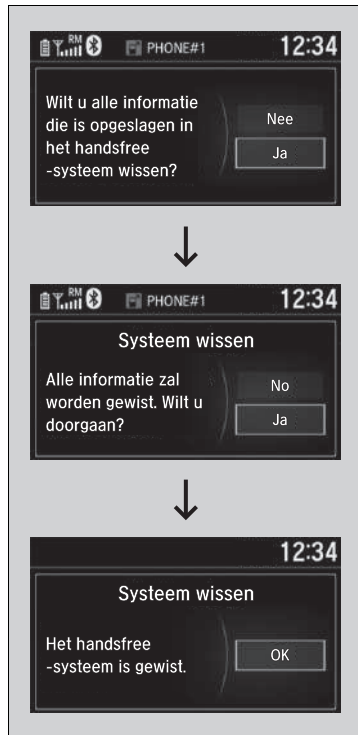 RM PHONE#1 12:34
Wilt u alle informatie
die is opgeslagen in
het handsfree
-systeem wissen?
Nee
Ja
RM PHONE#1 12:34
Systeem wissen
Alle informatie zal
worden gewist. Wilt u
doorgaan?
No
Ja
12:34
Systeem wissen
Het handsfree
-systeem is gewist.
OK